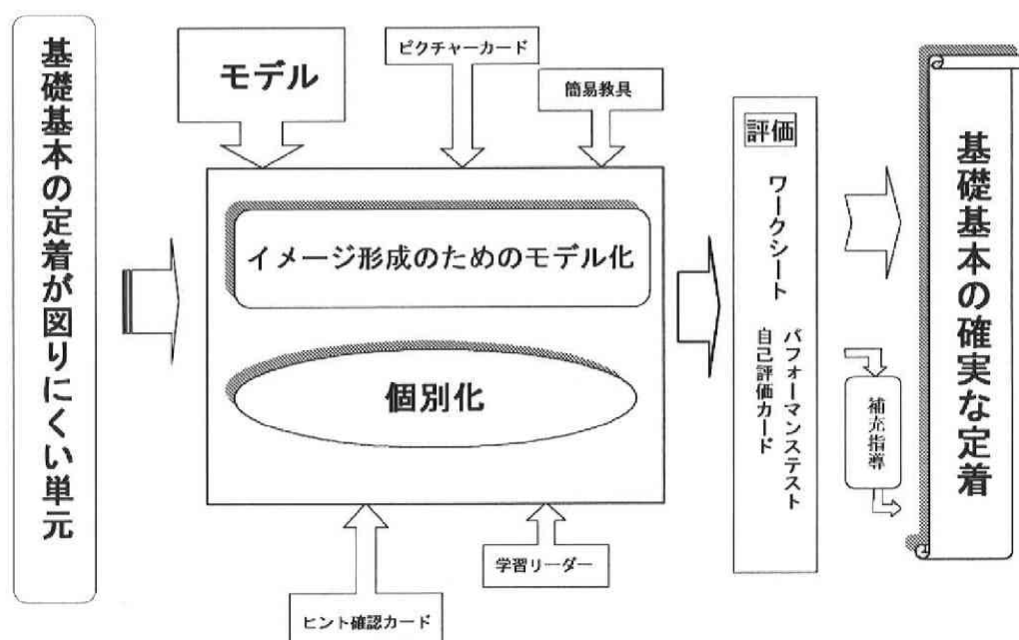 基礎基本の定着が図りにくい単元
モデル
ピクチャーカード
簡易教具
イメージ形成のためのモデル化
個別化
ヒント確認カード
学習リーダー
評価
ワークシート
パフォーマンステスト
自己評価カード
補充指導
基礎基本の確実な定着